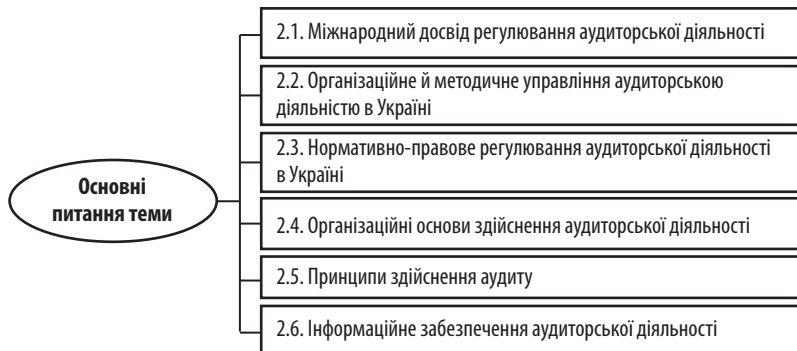 Основні
питання теми
2.1. Міжнародний досвід регулювання аудиторської діяльності
2.2. Організаційне й методичне управління аудиторською
діяльністю в Україні
2.3. Нормативно-правове регулювання аудиторської діяльності
в Україні
2.4. Організаційні основи здійснення аудиторської діяльності
2.5. Принципи здійснення аудиту
2.6. Інформаційне забезпечення аудиторської діяльності